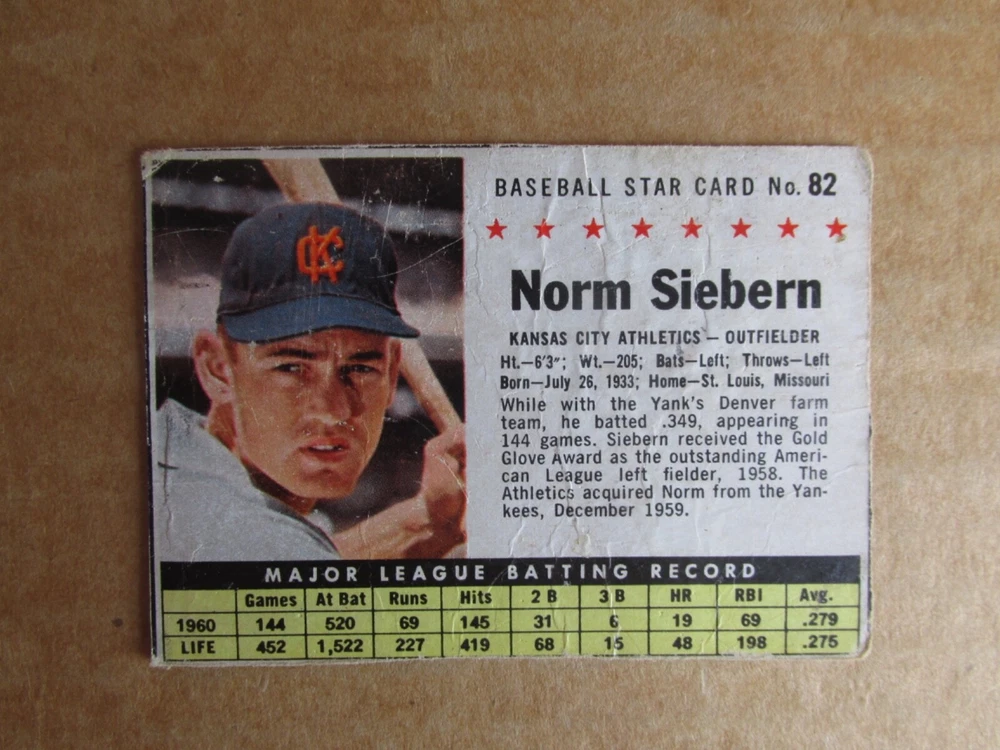 KC
BASEBALL STAR CARD No. 82
Norm Siebern
KANSAS CITY ATHLETICS — OUTFIELDER
Ht.—6'3"; Wt.—205; Bats—Left; Throws—Left
Born—July 26, 1933; Home—St. Louis, Missouri
While with the Yank's Denver farm
team, he batted .349, appearing in
144 games. Siebern received the Gold
Glove Award as the outstanding Ameri-
can League left fielder, 1958. The
Athletics acquired Norm from the Yan-
kees, December 1959.
MAJOR LEAGUE BATTING RECORD
Games At Bat Runs Hits 2 B 3 B HR RBI Avg.
1960 144 520 69 145 31 6 19 69 .279
LIFE 452 1,522 227 419 68 15 48 198 .275